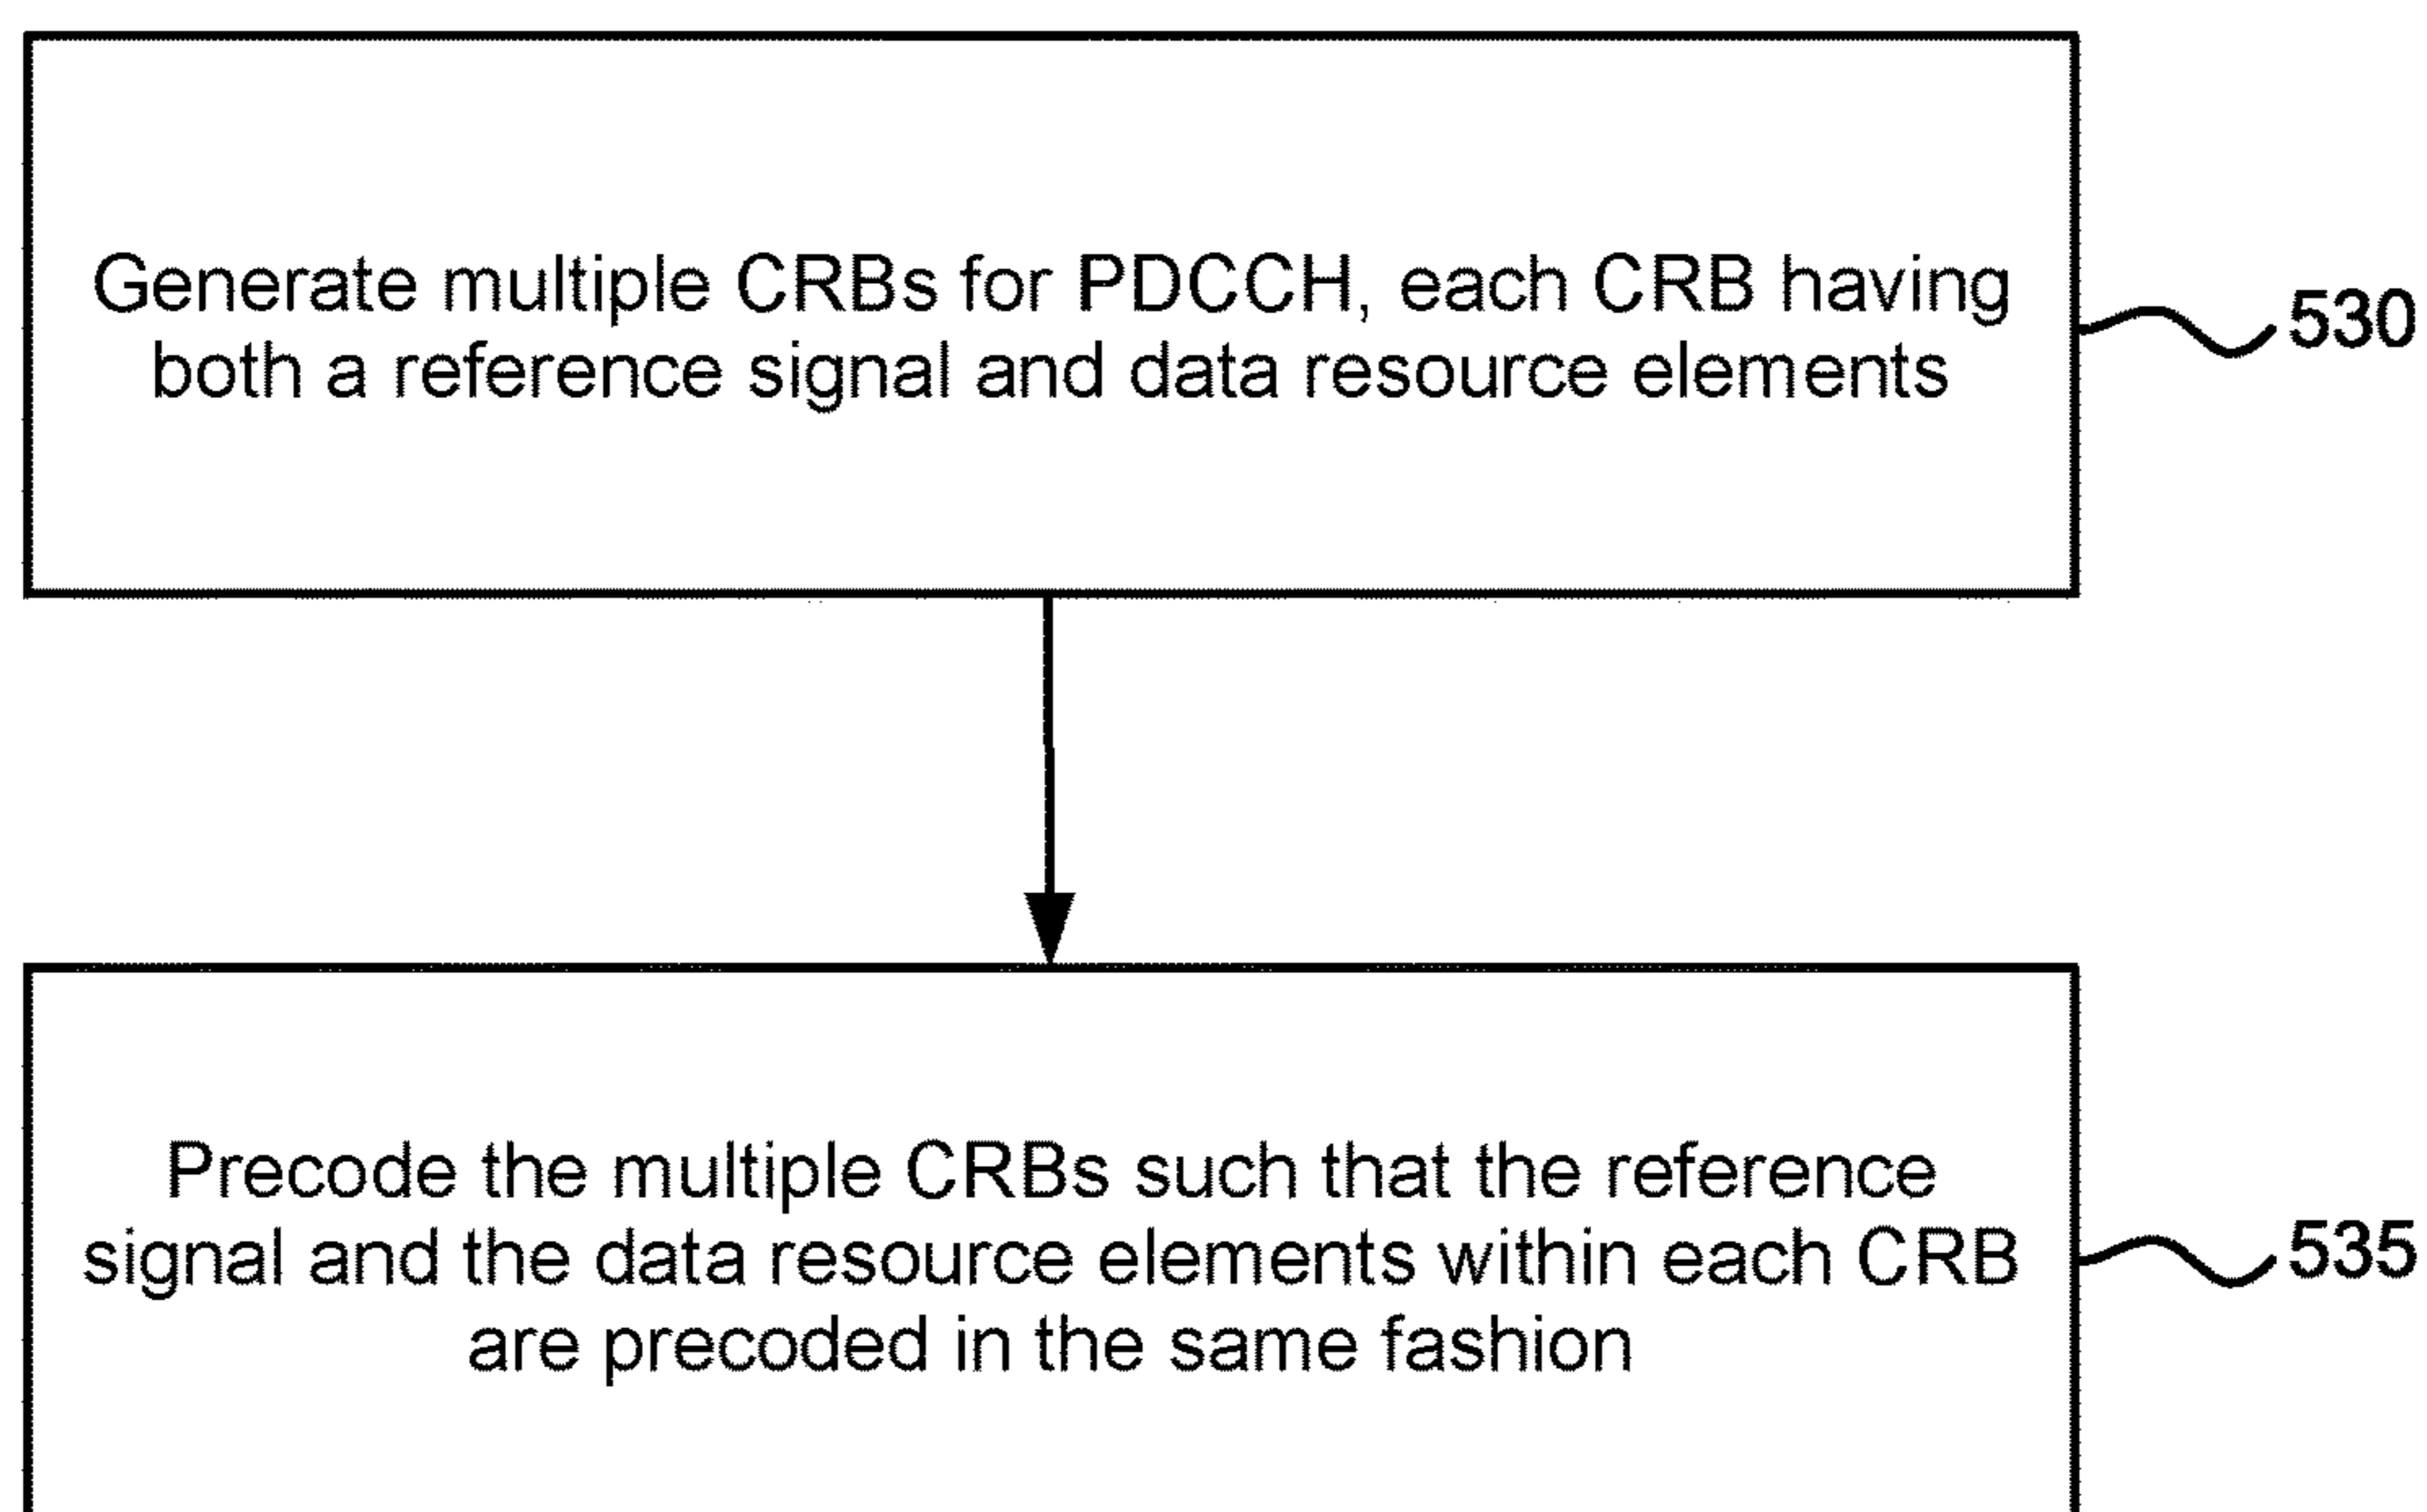 Generate multiple CRBs for PDCCH, each CRB having
both a reference signal and data resource elements
530
Precode the multiple CRBs such that the reference
signal and the data resource elements within each CRB
are precoded in the same fashion
535